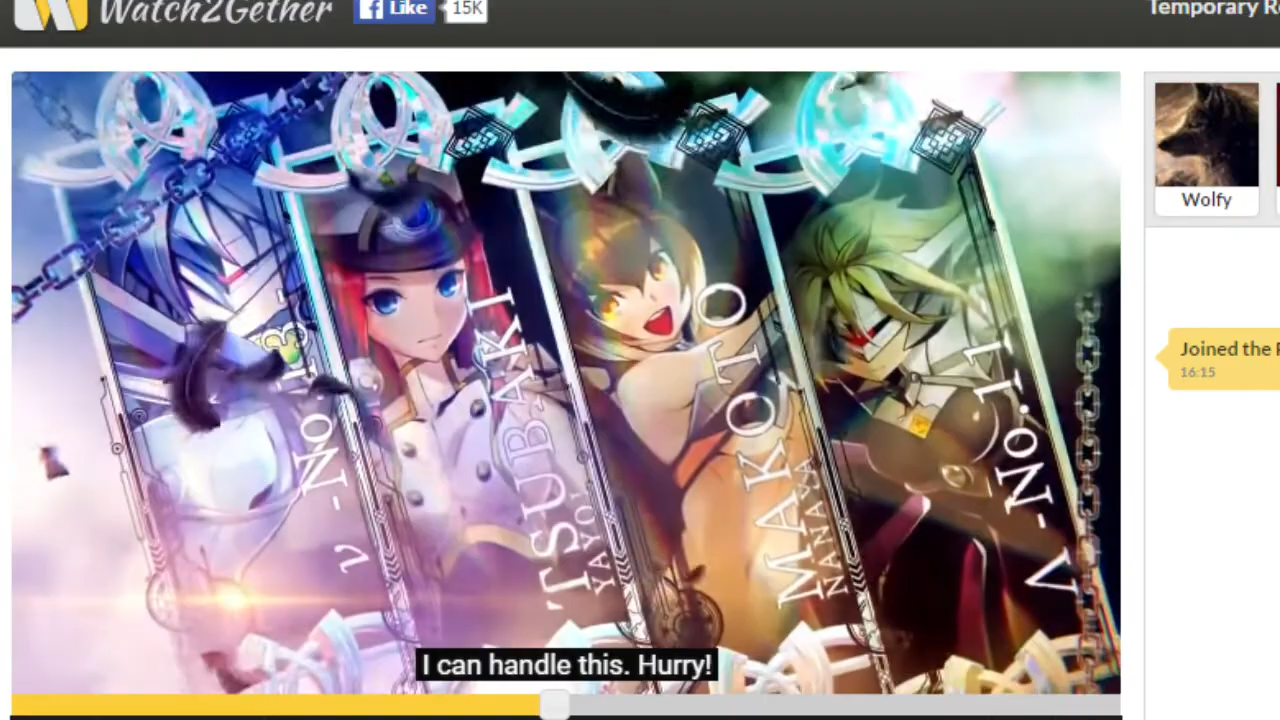 Watch2Gether
Like
15K
Temporary
Wolfy
Joined the
16:15
ν -No.13-
TSUBAKI
YAYOI
MAKOTO
NANAYA
Λ-No.11-
I can handle this. Hurry!